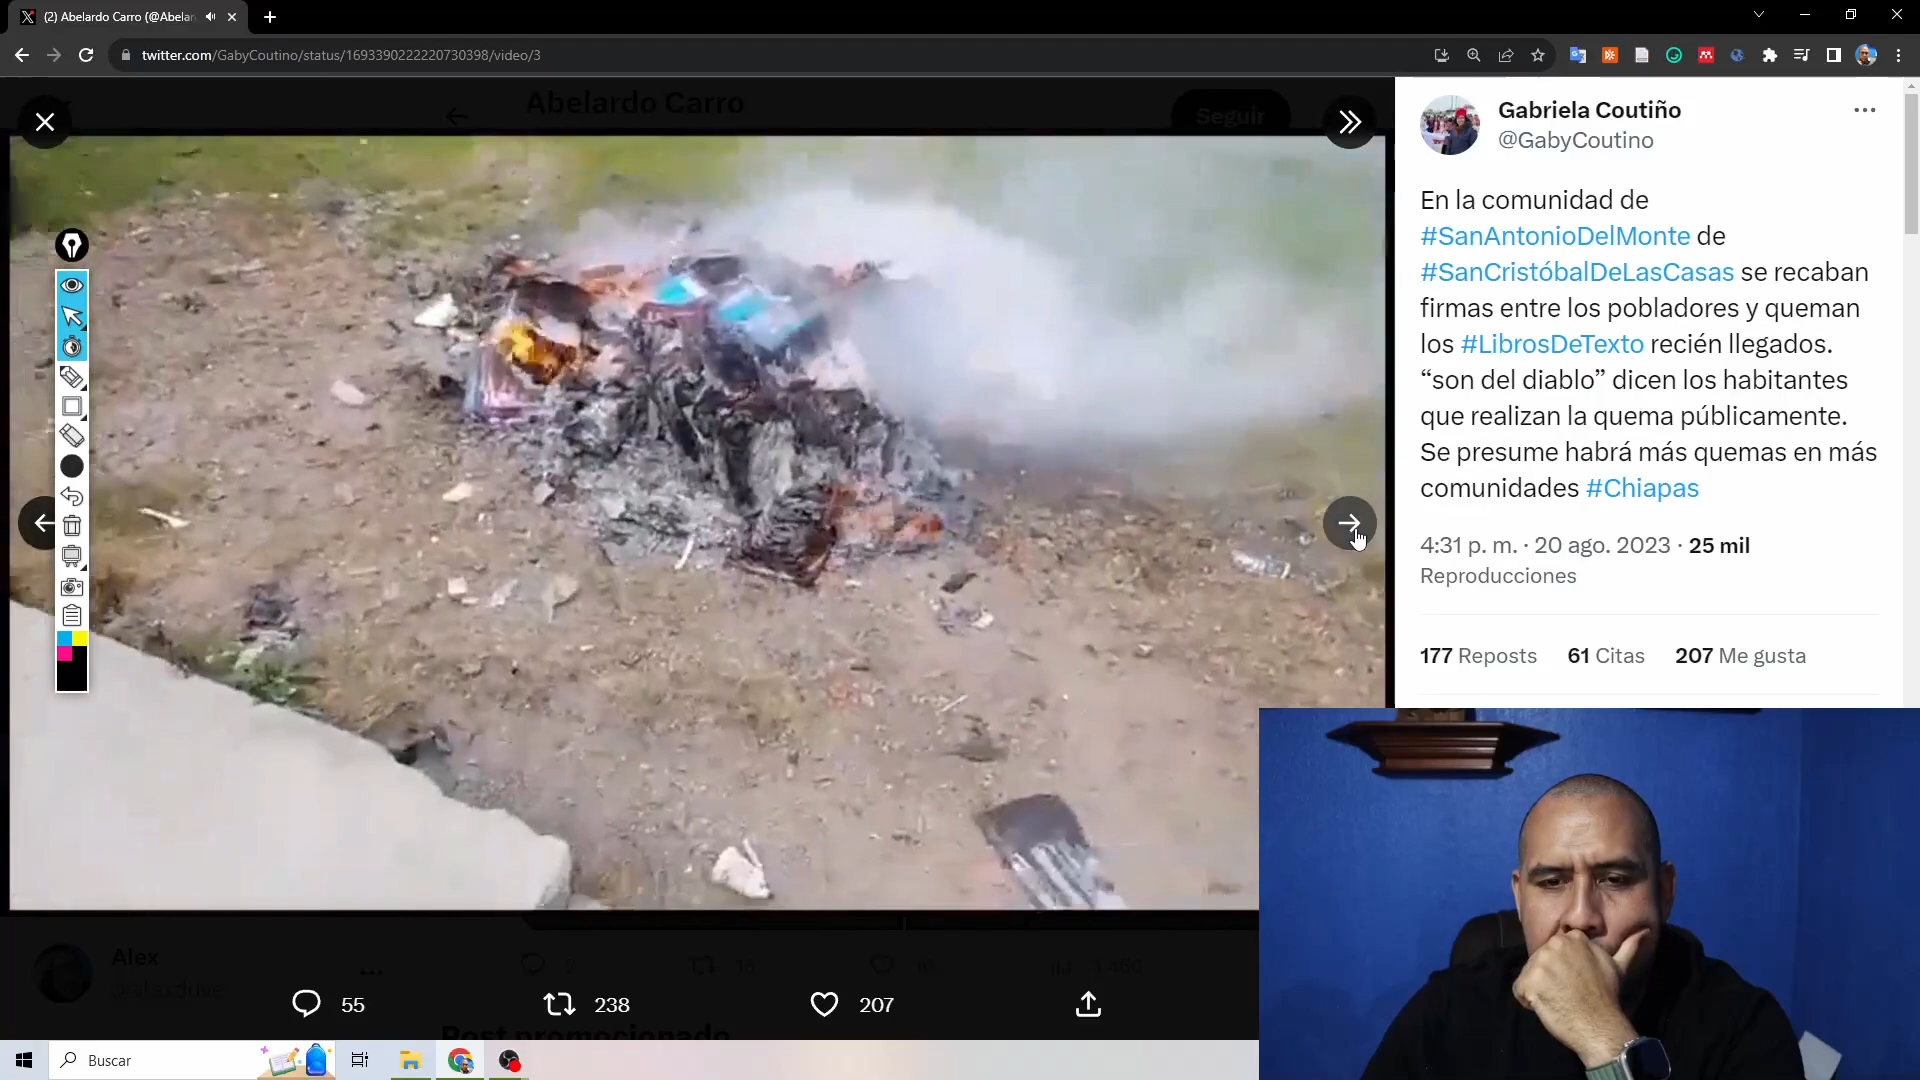 (2) Abelardo Carro (@Abelar
twitter.com/GabyCoutino/status/1693390222220730398/video/3
Abelardo Carro
Seguir
Gabriela Coutiño
@GabyCoutino
En la comunidad de
#SanAntonioDelMonte de
#SanCristóbalDeLasCasas se recaban
firmas entre los pobladores y queman
los #LibrosDeTexto recién llegados.
“son del diablo” dicen los habitantes
que realizan la quema públicamente.
Se presume habrá más quemas en más
comunidades #Chiapas
4:31 p. m. · 20 ago. 2023 · 25 mil
Reproducciones
177 Reposts 61 Citas 207 Me gusta
Alex
55 238 207
Post promocionado
Buscar